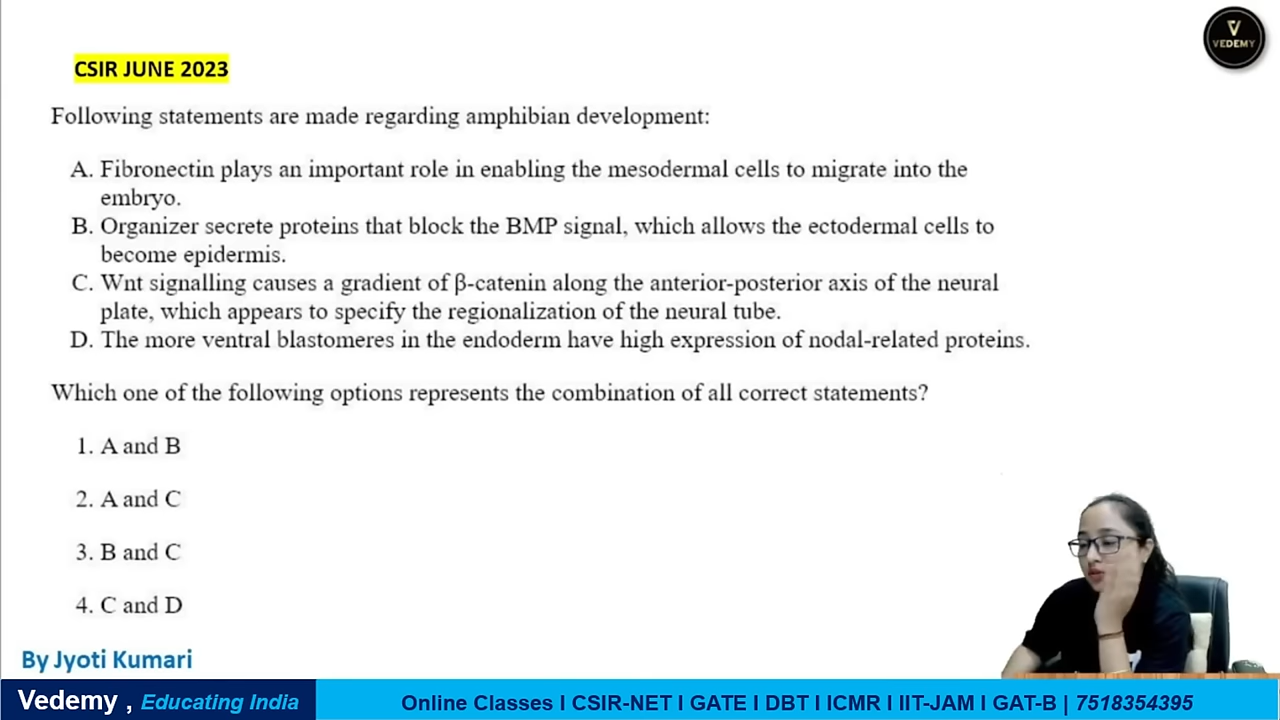 VEDEMY
CSIR JUNE 2023
Following statements are made regarding amphibian development:
A. Fibronectin plays an important role in enabling the mesodermal cells to migrate into the
embryo.
B. Organizer secrete proteins that block the BMP signal, which allows the ectodermal cells to
become epidermis.
C. Wnt signalling causes a gradient of β-catenin along the anterior-posterior axis of the neural
plate, which appears to specify the regionalization of the neural tube.
D. The more ventral blastomeres in the endoderm have high expression of nodal-related proteins.
Which one of the following options represents the combination of all correct statements?
1. A and B
2. A and C
3. B and C
4. C and D
By Jyoti Kumari
Vedemy , Educating India
Online Classes I CSIR-NET I GATE I DBT I ICMR I IIT-JAM I GAT-B | 7518354395